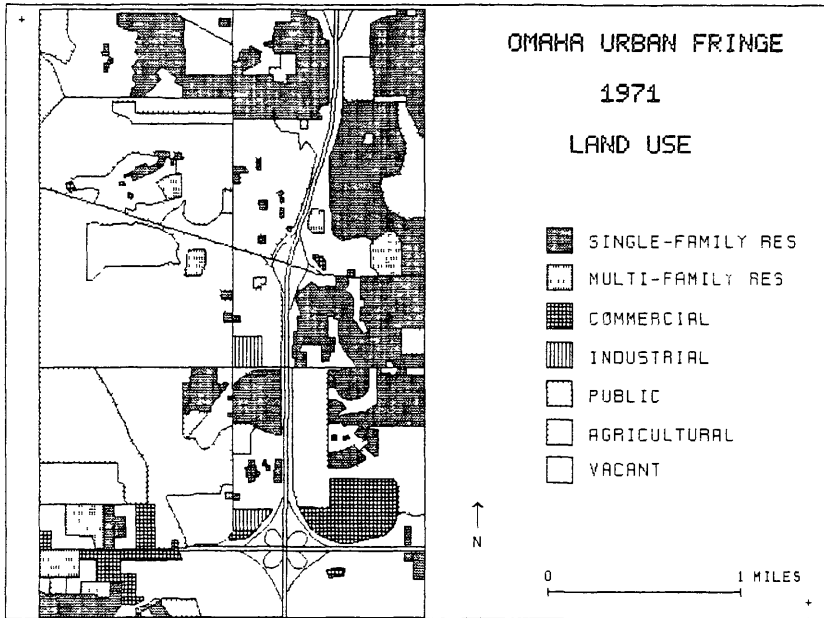 OMAHA URBAN FRINGE
1971
LAND USE
SINGLE-FAMILY RES
MULTI-FAMILY RES
COMMERCIAL
INDUSTRIAL
PUBLIC
AGRICULTURAL
VACANT
N
0 1 MILES